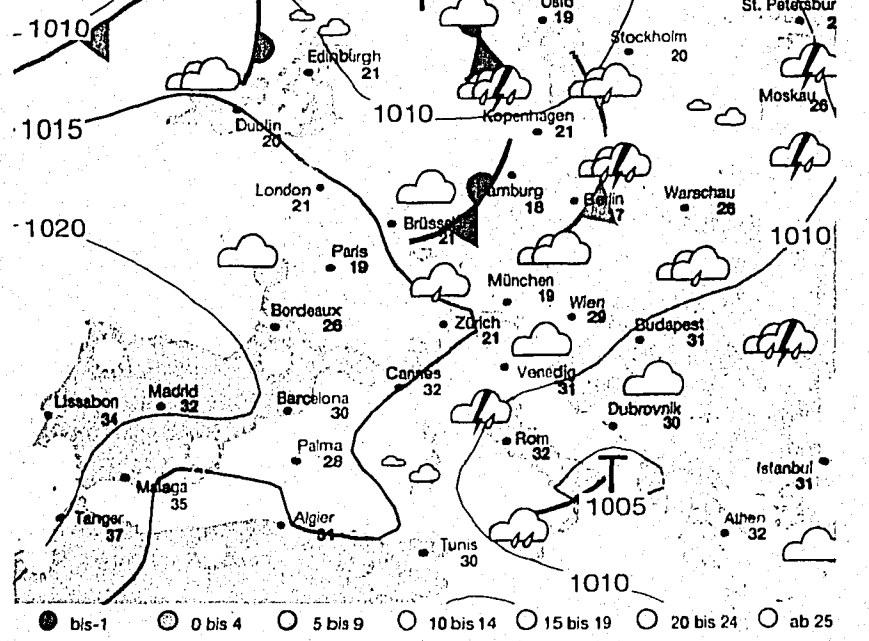 Oslo
19
St. Petersbur
2
1010
Stockholm
20
Edinburgh
21
Moskau
26
1010
1015
Kopenhagen
21
Dublin
20
London
21
Hamburg
18
Berlin
17
Warschau
28
Brüssel
21
1020
1010
Paris
19
München
19
Wien
29
Bordeaux
26
Zürich
21
Budapest
31
Venedig
31
Cannes
32
Lissabon
34
Madrid
32
Barcelona
30
Dubrovnik
30
Rom
32
Palma
28
T
1005
Istanbul
31
Malaga
35
Tanger
37
Algier
31
Athen
32
Tunis
30
1010
bis-1 0 bis 4 5 bis 9 10 bis 14 15 bis 19 20 bis 24 ab 25